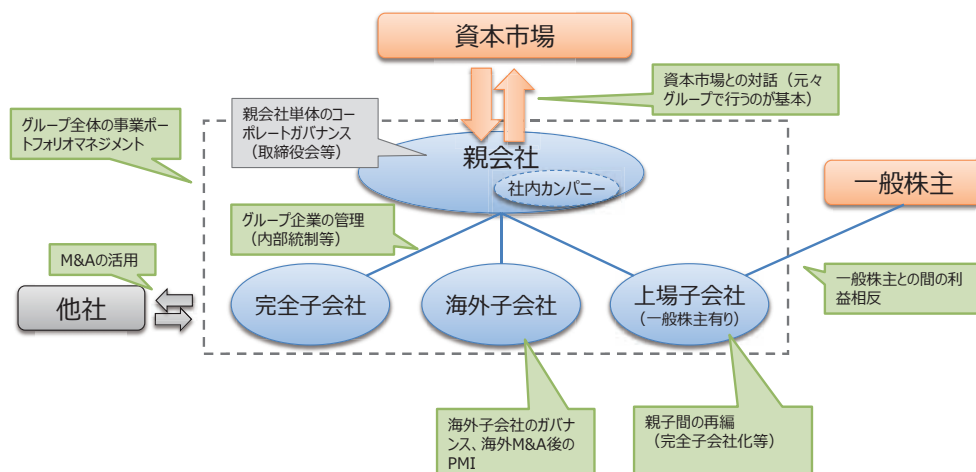 資本市場
資本市場との対話（元々
グループで行うのが基本）
親会社単体のコー
ポレートガバナンス
（取締役会等）
グループ全体の事業ポー
トフォリオマネジメント
親会社
社内カンパニー
一般株主
グループ企業の管理
（内部統制等）
M&Aの活用
他社
完全子会社
海外子会社
上場子会社
（一般株主有り）
一般株主との間の利
益相反
海外子会社のガバナ
ンス、海外M&A後の
PMI
親子間の再編
（完全子会社化等）